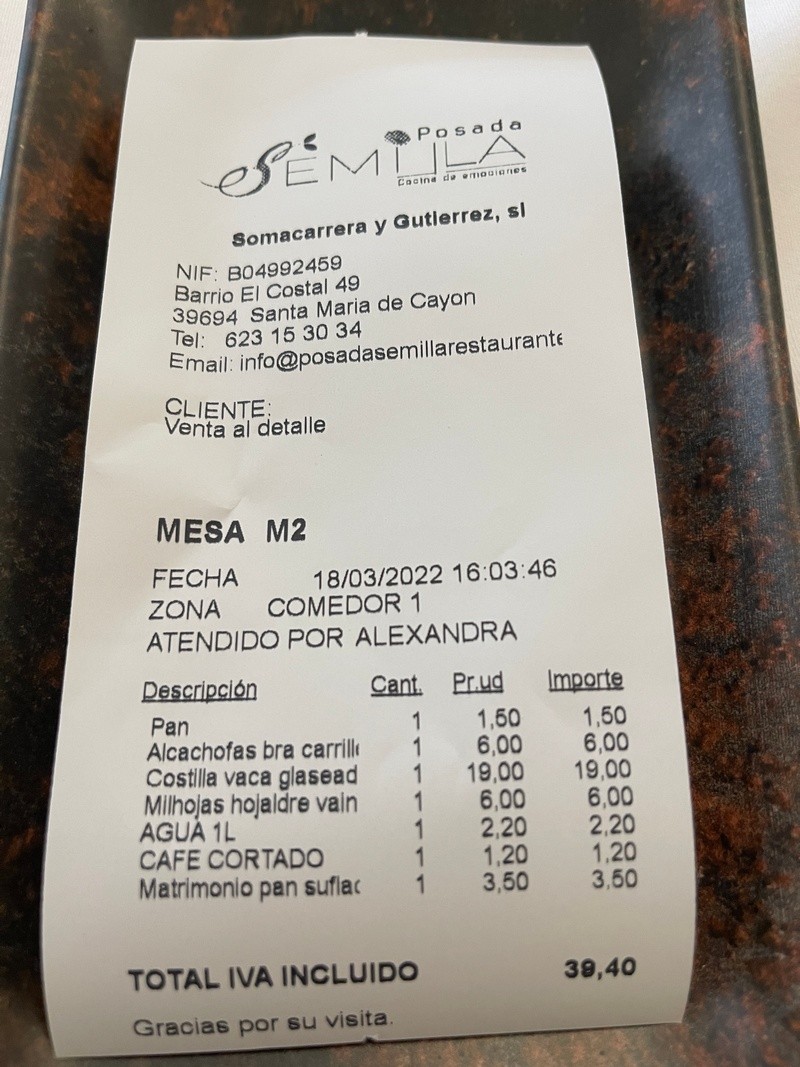 Posada
SEMILLA
Cocina de emociones
Somacarrera y Gutierrez, sl
NIF: B04992459
Barrio El Costal 49
39694 Santa Maria de Cayon
Tel: 623 15 30 34
Email: info@posadasemillarestaurante
CLIENTE:
Venta al detalle
MESA M2
FECHA 18/03/2022 16:03:46
ZONA COMEDOR 1
ATENDIDO POR ALEXANDRA
Descripción Cant. Pr.ud Importe
Pan 1 1,50 1,50
Alcachofas bra carrille 1 6,00 6,00
Costilla vaca glasead 1 19,00 19,00
Milhojas hojaldre vain 1 6,00 6,00
AGUA 1L 1 2,20 2,20
CAFE CORTADO 1 1,20 1,20
Matrimonio pan suflac 1 3,50 3,50
TOTAL IVA INCLUIDO 39,40
Gracias por su visita.